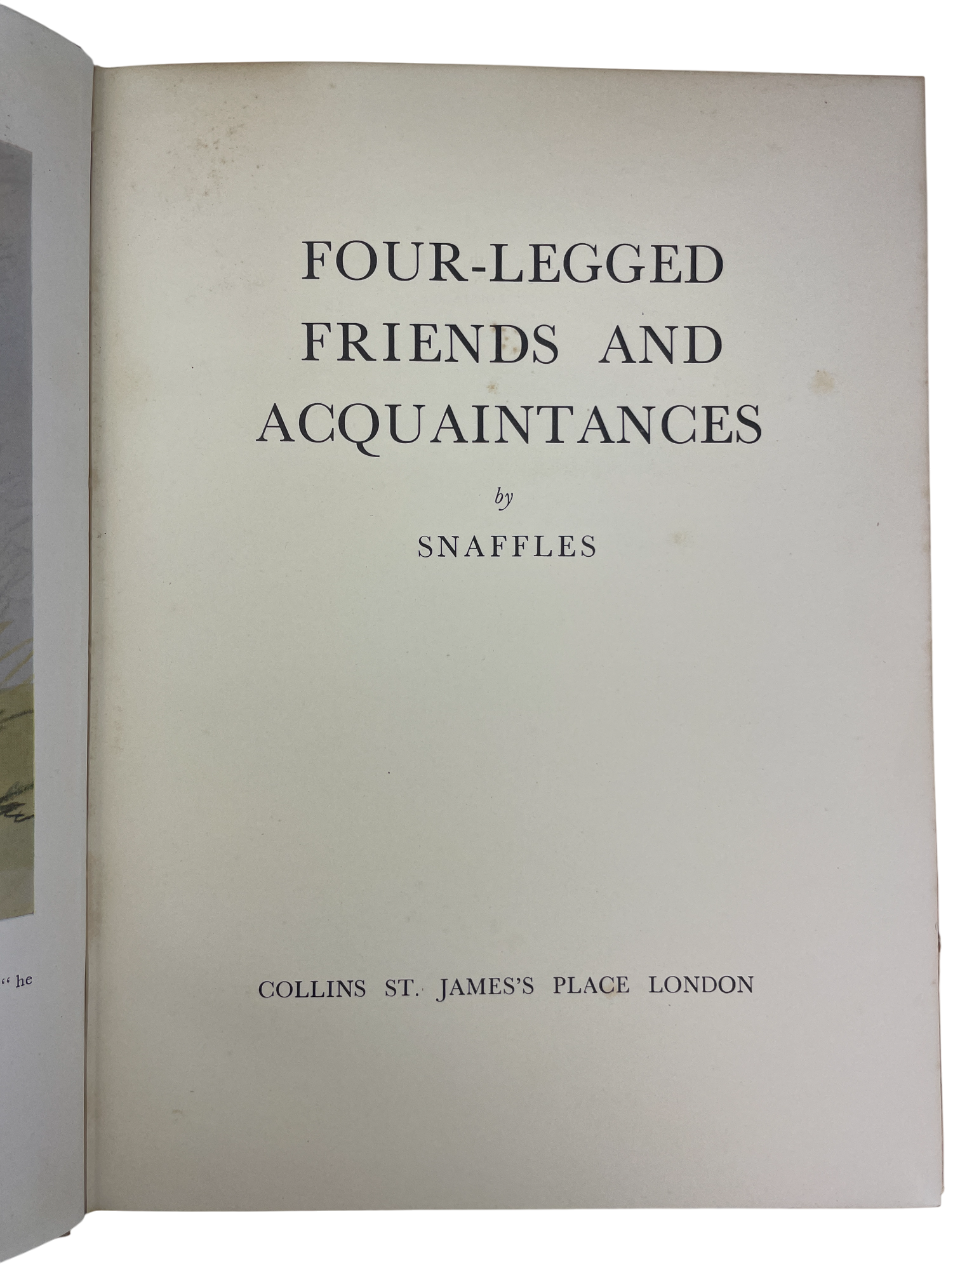 FOUR-LEGGED
FRIENDS AND
ACQUAINTANCES
by
SNAFFLES
“ he
COLLINS ST. JAMES'S PLACE LONDON